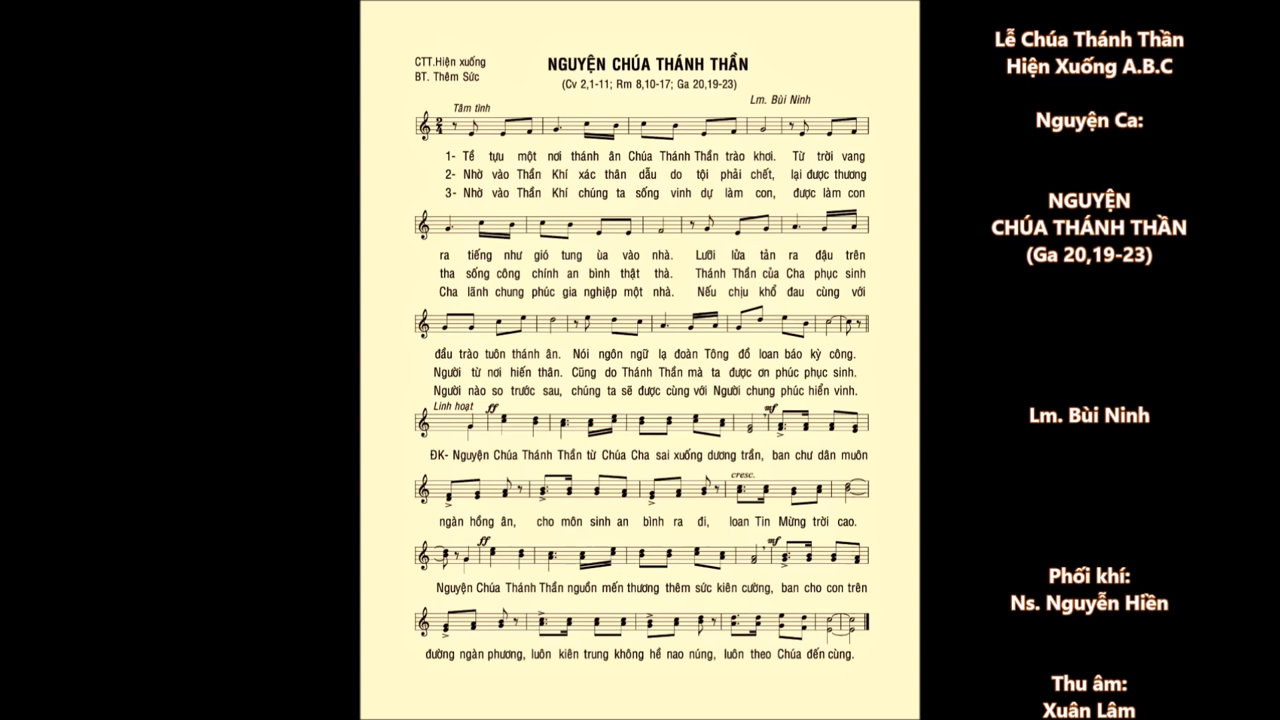 CTT.Hiện xuống
BT. Thêm Sức
NGUYỆN CHÚA THÁNH THẦN
(Cv 2,1-11; Rm 8,10-17; Ga 20,19-23)
Lm. Bùi Ninh
Tâm tình
1- Tề tựu một nơi thánh ân Chúa Thánh Thần trào khơi. Từ trời vang
2- Nhờ vào Thần Khí xác thân dẫu do tội phải chết, lại được thương
3- Nhờ vào Thần Khí chúng ta sống vinh dự làm con, được làm con
ra tiếng như gió tung ùa vào nhà. Lưỡi lửa tản ra đậu trên
tha sống công chính an bình thật thà. Thánh Thần của Cha phục sinh
Cha lãnh chung phúc gia nghiệp một nhà. Nếu chịu khổ đau cùng với
đầu trào tuôn thánh ân. Nói ngôn ngữ lạ đoàn Tông đồ loan báo kỳ công.
Người từ nơi hiến thân. Cũng do Thánh Thần mà ta được ơn phúc phục sinh.
Người nào so trước sau, chúng ta sẽ được cùng với Người chung phúc hiển vinh.
Linh hoạt ff mf
ĐK- Nguyện Chúa Thánh Thần từ Chúa Cha sai xuống dương trần, ban chư dân muôn
cresc.
ngàn hồng ân, cho môn sinh an bình ra đi, loan Tin Mừng trời cao.
ff mf
Nguyện Chúa Thánh Thần nguồn mến thương thêm sức kiên cường, ban cho con trên
đường ngàn phương, luôn kiên trung không hề nao núng, luôn theo Chúa đến cùng.
Lễ Chúa Thánh Thần
Hiện Xuống A.B.C
Nguyện Ca:
NGUYỆN
CHÚA THÁNH THẦN
(Ga 20,19-23)
Lm. Bùi Ninh
Phối khí:
Ns. Nguyễn Hiền
Thu âm:
Xuân Lâm